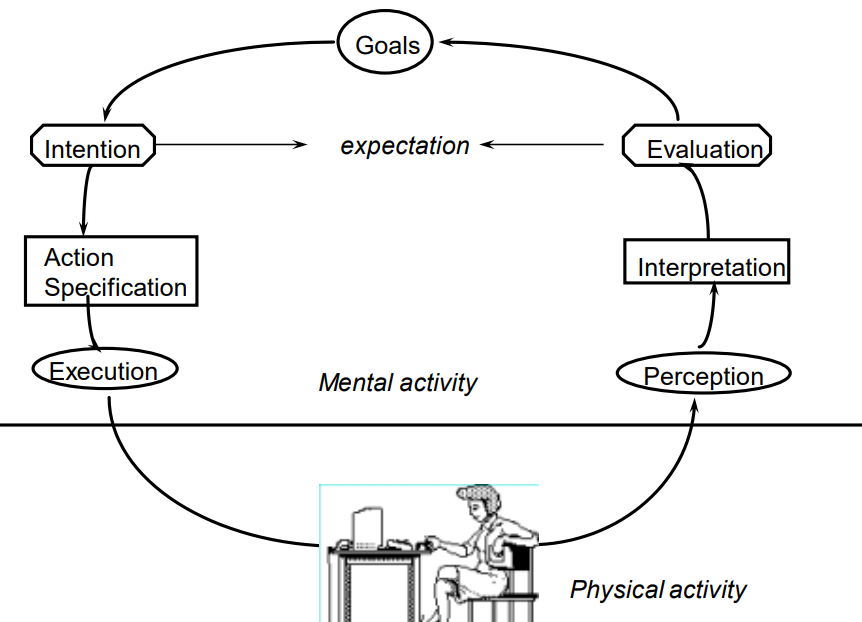 Goals
Intention
expectation
Evaluation
Action
Specification
Interpretation
Execution
Mental activity
Perception
Physical activity